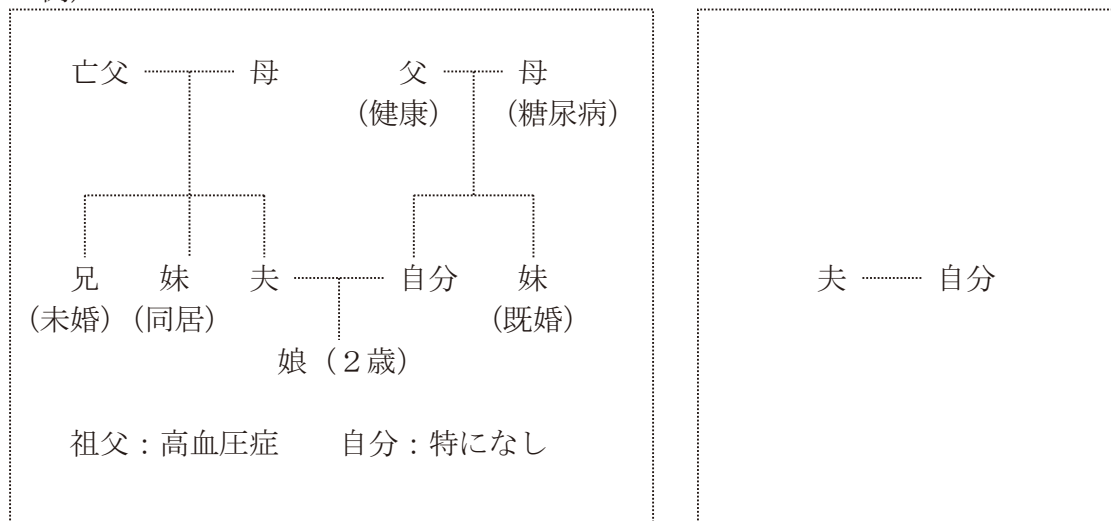 亡父 母 父 母
(健康) (糖尿病)
兄 妹 夫 自分 妹
(未婚) (同居) (既婚)
娘(2歳)
祖父:高血圧症 自分:特になし
夫 自分